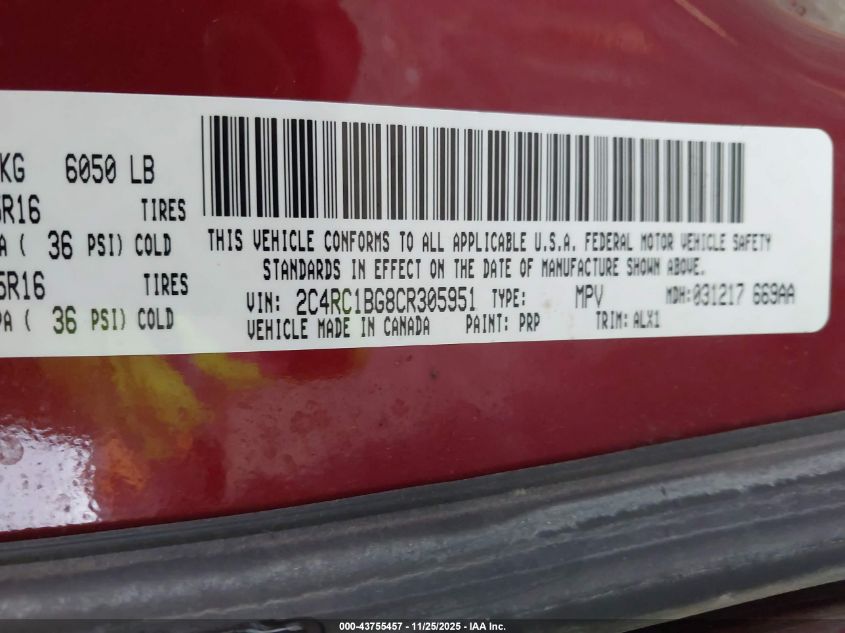 KG 6050 LB
5R16 TIRES
A ( 36 PSI) COLD
5R16 TIRES
PA ( 36 PSI) COLD
THIS VEHICLE CONFORMS TO ALL APPLICABLE U.S.A. FEDERAL MOTOR VEHICLE SAFETY
STANDARDS IN EFFECT ON THE DATE OF MANUFACTURE SHOWN ABOVE.
VIN: 2C4RC1BG8CR305951 TYPE: MPV MDH:031217 669AA
VEHICLE MADE IN CANADA PAINT: PRP TRIM: ALX1
000-43755457 - 11/25/2025 - IAA Inc.